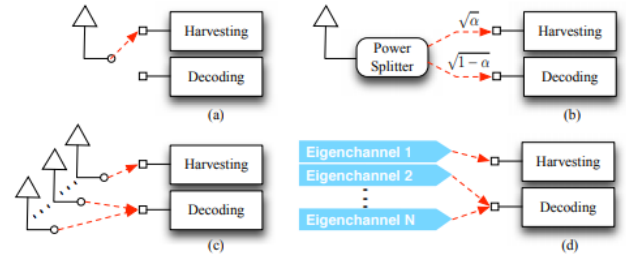 Harvesting
Decoding
(a)
Power
Splitter
√α
√1 − α
Harvesting
Decoding
(b)
Harvesting
Decoding
(c)
Eigenchannel 1
Eigenchannel 2
Eigenchannel N
Harvesting
Decoding
(d)